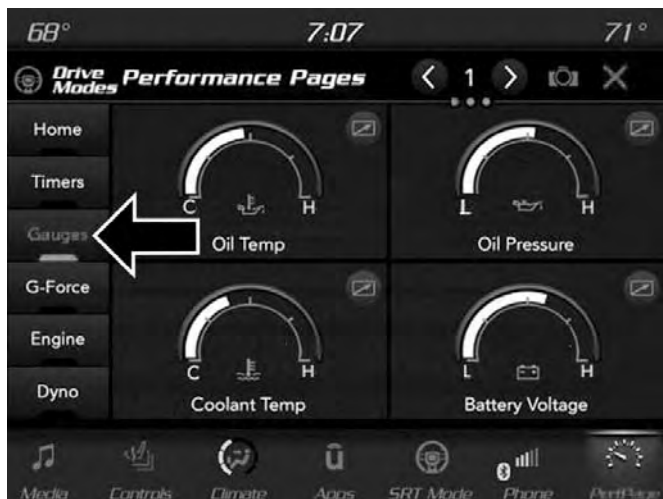 68° 7:07 71°
Drive Modes Performance Pages 1
Home
Timers
Gauges
G-Force
Engine
Dyno
C H
Oil Temp
L H
Oil Pressure
C H
Coolant Temp
L H
Battery Voltage
Media Controls Climate Apps SRT Mode Phone